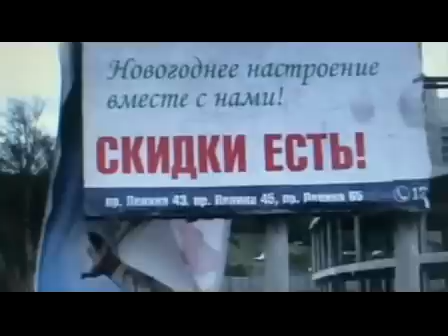 Новогоднее настроение
вместе с нами!
СКИДКИ ЕСТЬ!
пр. Ленина 43, пр. Ленина 45, пр. Ленина 65